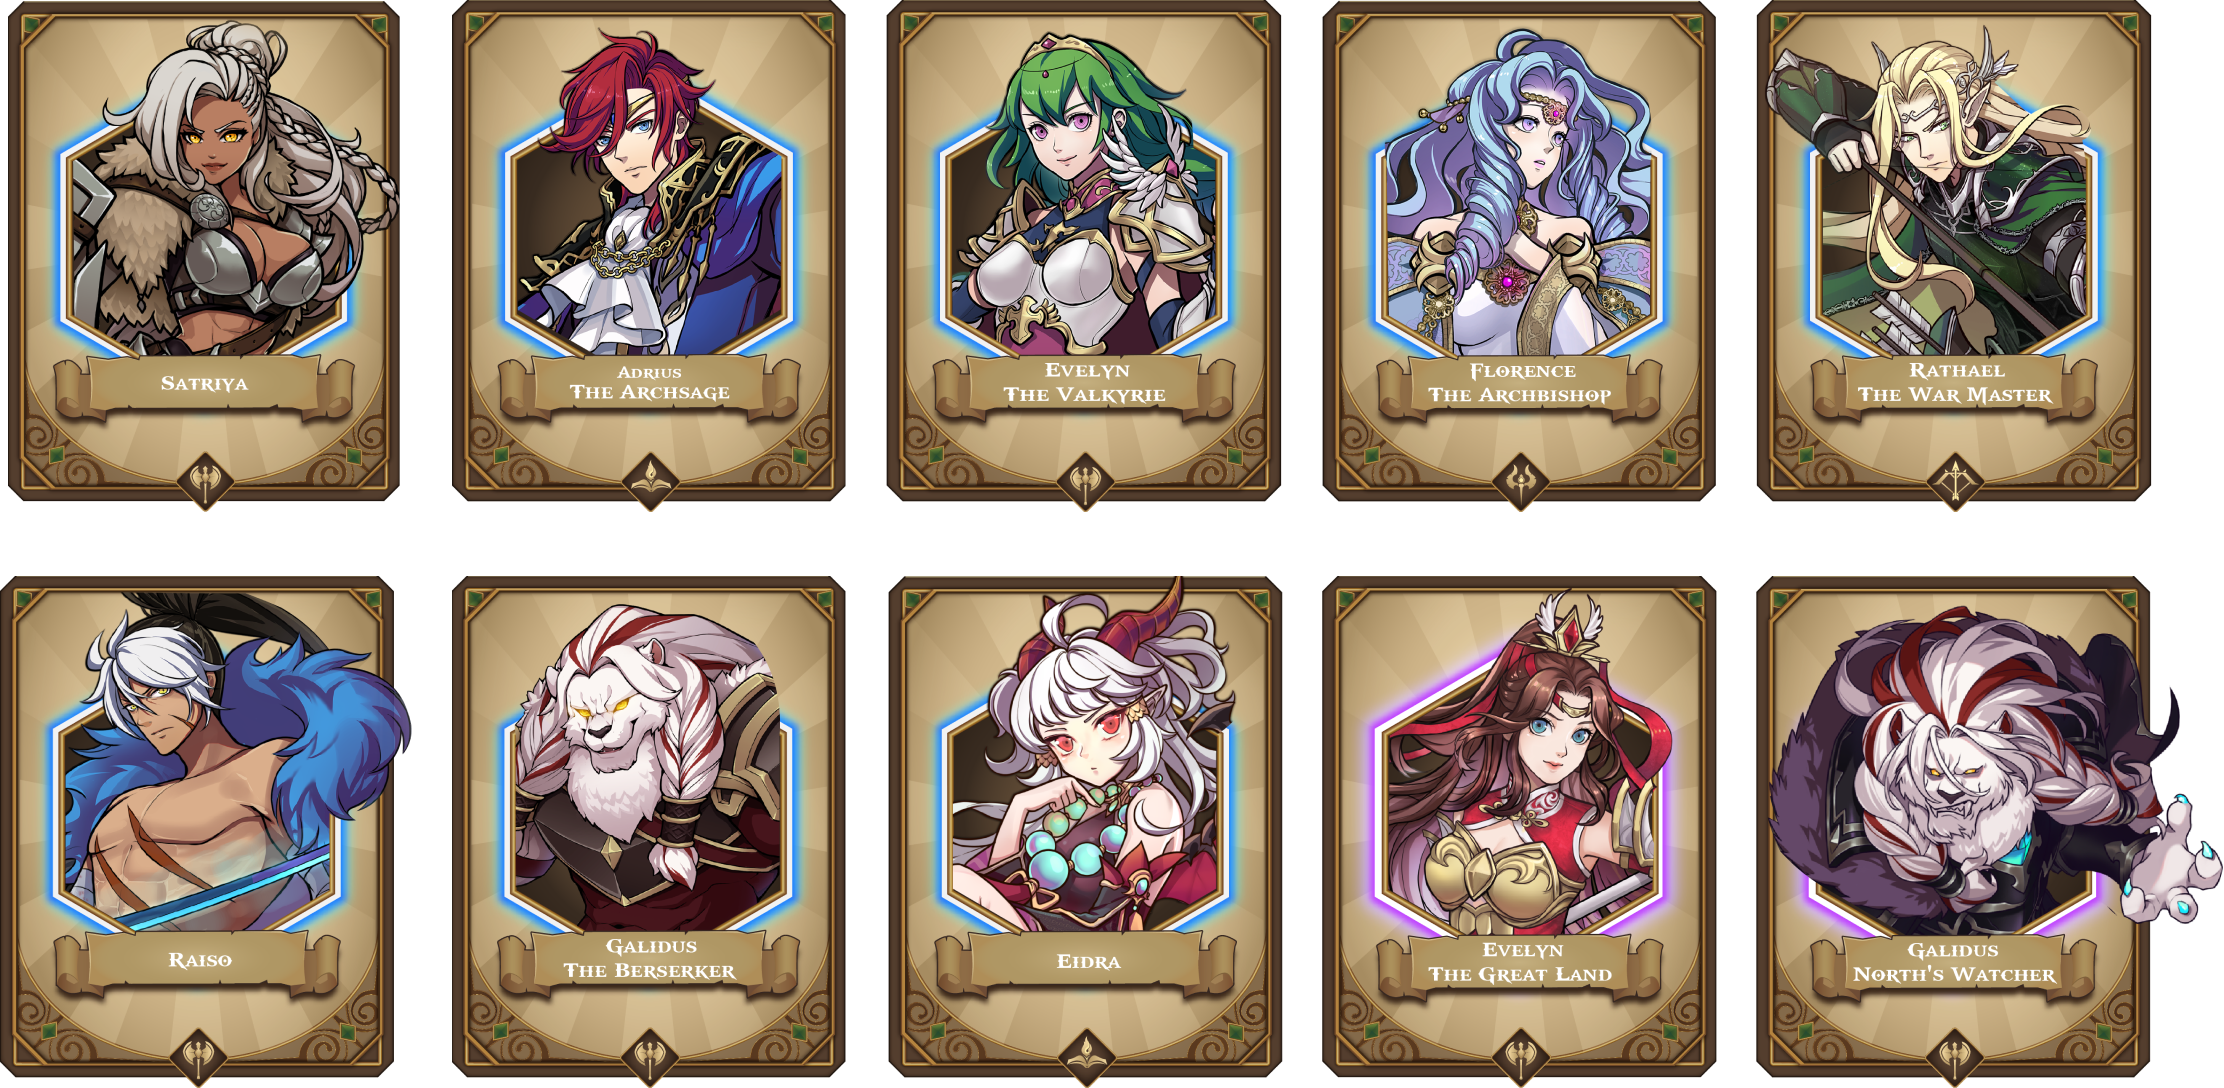 Satriya
Adrius
The Archsage
Evelyn
The Valkyrie
Florence
The Archbishop
Rathael
The War Master
Raiso
Galidus
The Berserker
Eidra
Evelyn
The Great Land
Galidus
North's Watcher